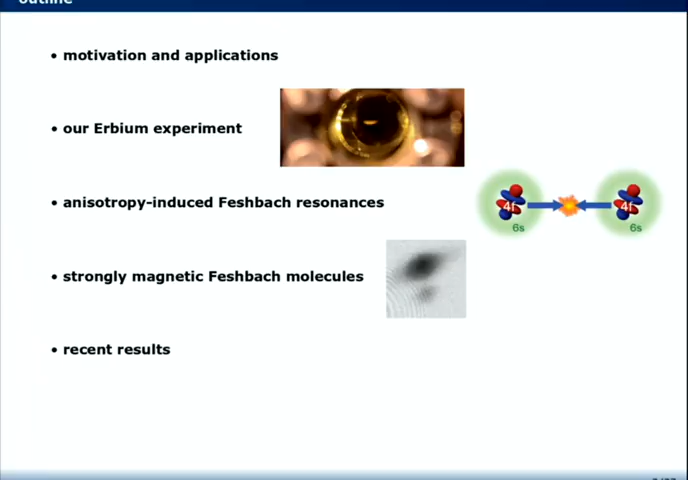 outline
• motivation and applications
• our Erbium experiment
• anisotropy-induced Feshbach resonances
4f 4f
6s 6s
• strongly magnetic Feshbach molecules
• recent results